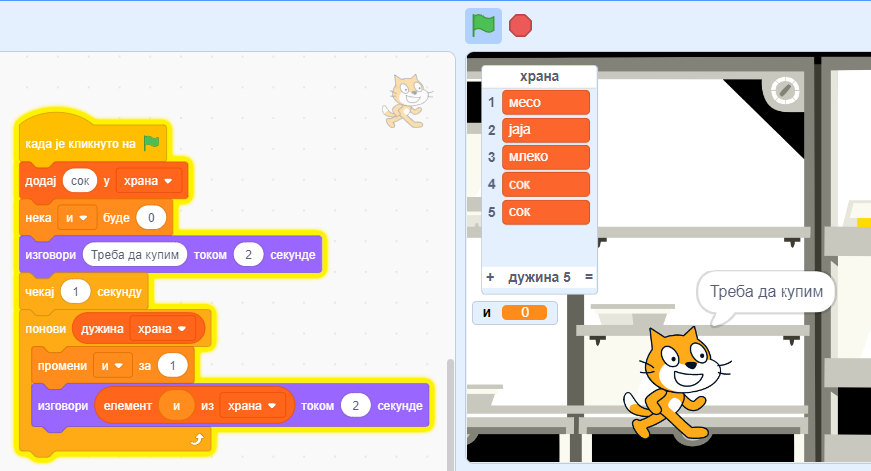 када је кликнуто на
додај сок у храна
нека и буде 0
изговори Треба да купим током 2 секунде
чекај 1 секунду
понови дужина храна
промени и за 1
изговори елемент и из храна током 2 секунде
храна
1 месо
2 јаја
3 млеко
4 сок
5 сок
+ дужина 5 =
и 0
Треба да купим